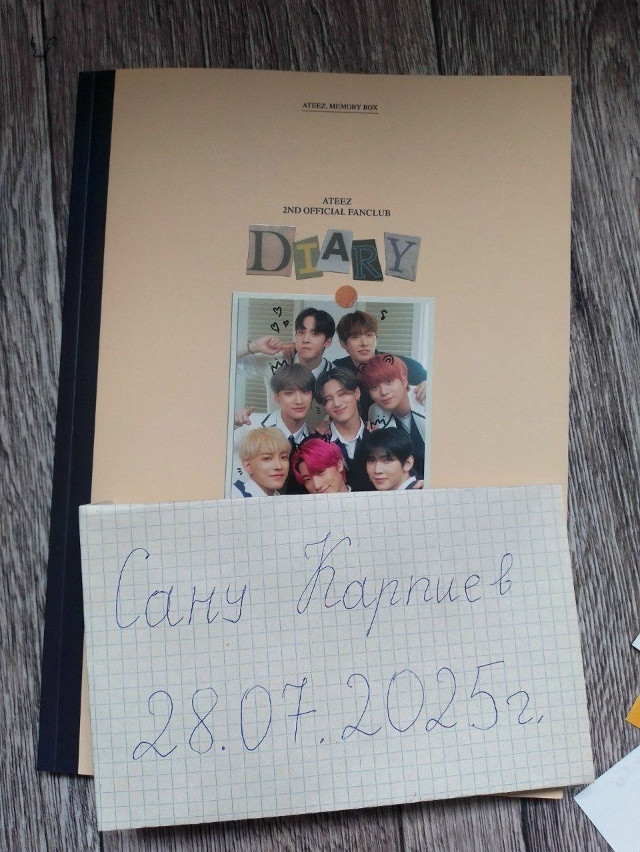 ATEEZ, MEMORY BOX
ATEEZ
2ND OFFICIAL FANCLUB
DIARY
Сану Карпиев
28.07.2025г.